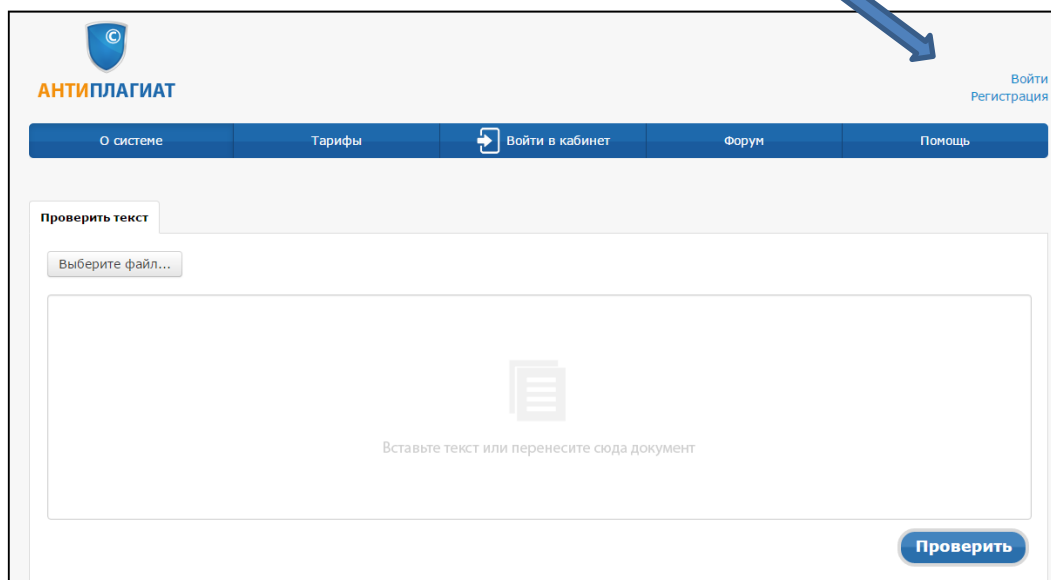 ©
АНТИПЛАГИАТ
Войти
Регистрация
О системе Тарифы Войти в кабинет Форум Помощь
Проверить текст
Выберите файл...
Вставьте текст или перенесите сюда документ
Проверить